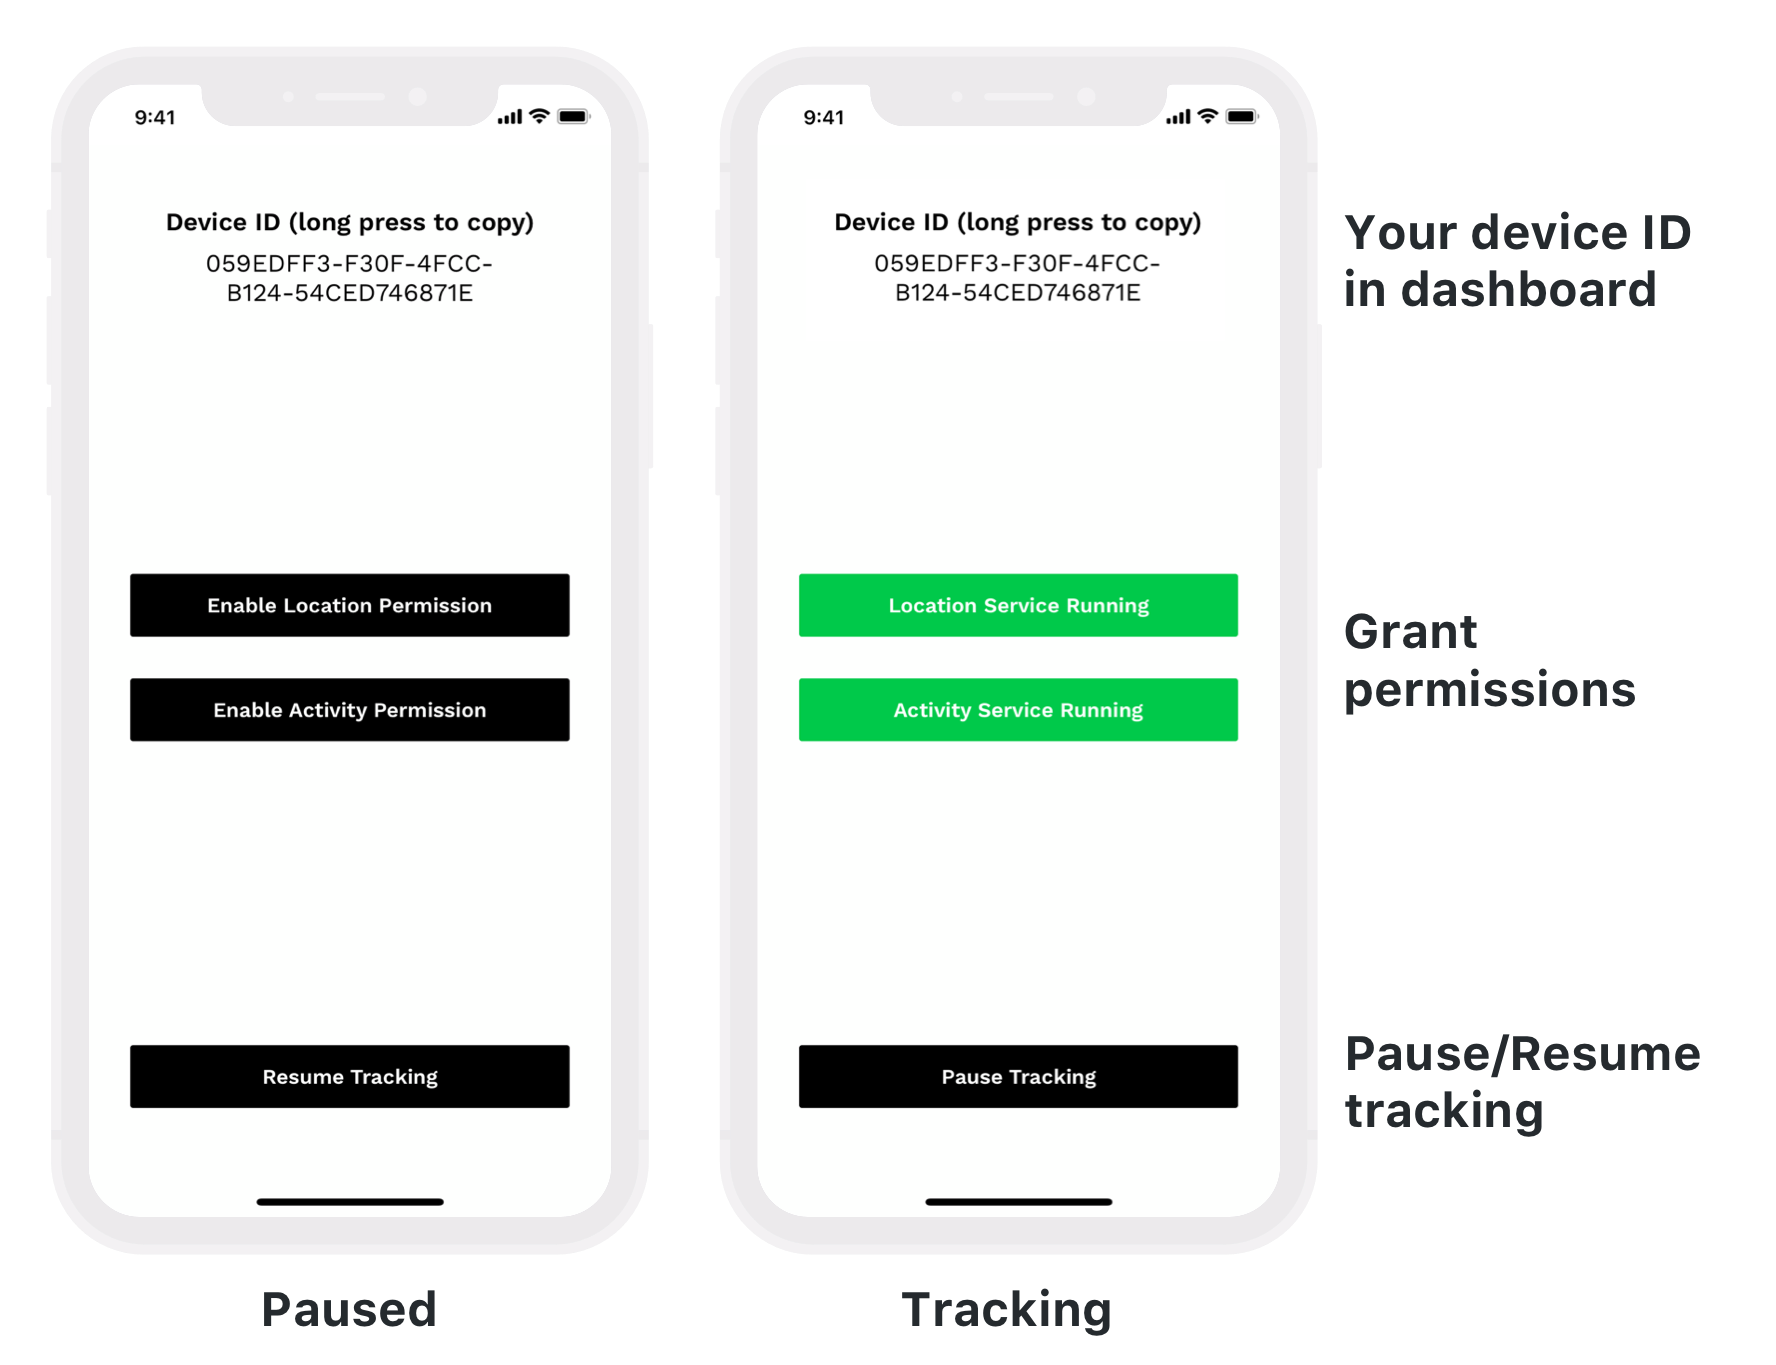 9:41
Device ID (long press to copy)
059EDFF3-F30F-4FCC-
B124-54CED746871E
Enable Location Permission
Enable Activity Permission
Resume Tracking
Paused
9:41
Device ID (long press to copy)
059EDFF3-F30F-4FCC-
B124-54CED746871E
Location Service Running
Activity Service Running
Pause Tracking
Tracking
Your device ID
in dashboard
Grant
permissions
Pause/Resume
tracking